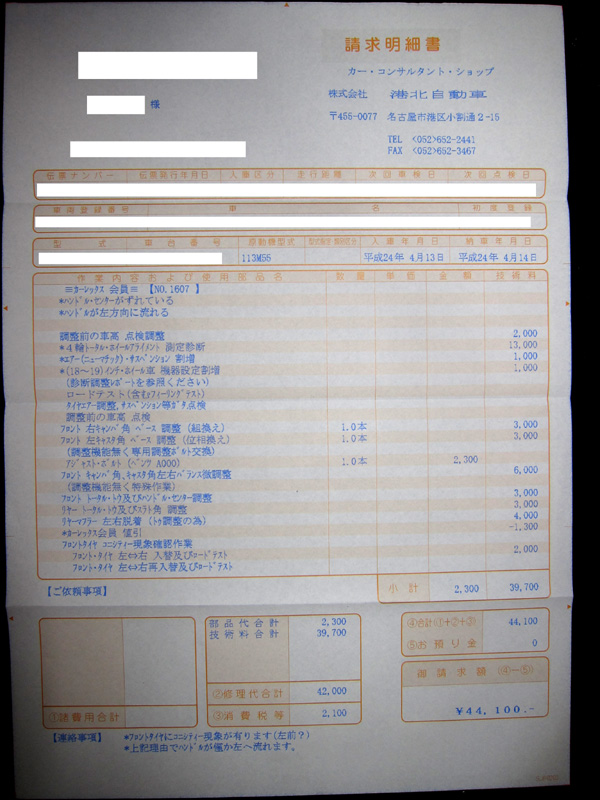 請求明細書
カー・コンサルタント・ショップ
株式会社 港北自動車
様
〒455-0077 名古屋市港区小割通2-15
TEL <052>652-2441
FAX <052>652-3467
伝票ナンバー 伝票発行年月日 入庫区分 走行距離 次回車検日 次回点検日
車両登録番号 車 名 初度登録
型 式 車台番号 原動機型式 型式指定・類別区分 入庫年月日 納車年月日
113M55 平成24年 4月13日 平成24年 4月14日
作業内容および使用部品名 数量 単価 金額 技術料
≡カーレックス 会員≡ 【NO.1607 】
*ハンドル・センターがずれている
*ハンドルが左方向に流れる
調整前の車高 点検調整 2,000
*4輪トータル・ホイールアライメント 測定診断 13,000
*エアー(ニューマチック)・サスペンション 割増 1,000
*(18~19)インチ・ホイール車 機器設定割増 1,000
(診断調整レポートを参照ください)
ロードテスト(含むフィーリングテスト)
タイヤエアー調整,サスペンション等ガタ点検
調整前の車高 点検
フロント 右キャンバ角 ベース 調整 (組換え) 1.0本 3,000
フロント 左キャスタ角 ベース 調整 (位相換え) 1.0本 3,000
(調整機能無く専用調整ボルト交換)
アジャスト・ボルト (ベンツ A000) 1.0本 2,300
フロント キャンバ角、キャスタ角左右バランス微調整 6,000
(調整機能無く特殊作業)
フロント トータル・トウ及びハンドル・センター調整 3,000
リヤー トータル・トウ及びスラト角 調整 3,000
リヤーマフラー 左右脱着 (トウ調整の為) 4,000
*カーレックス会員 値引 -1,300
フロントタイヤ ユニシティー現象確認作業 2,000
フロント・タイヤ 左⇔右 入替及びロードテスト
フロント・タイヤ 左⇔右再入替及びロードテスト
【ご依頼事項】 小計 2,300 39,700
部品代合計 2,300
技術料合計 39,700
④合計(①+②+③) 44,100
⑤お預り金 0
御請求額 (④-⑤)
②修理代合計 42,000
¥44,100.-
①諸費用合計 ③消費税等 2,100
【連絡事項】 *フロントタイヤにコニシティー現象が有ります(左前?)
*上記理由でハンドルが僅か左へ流れます。